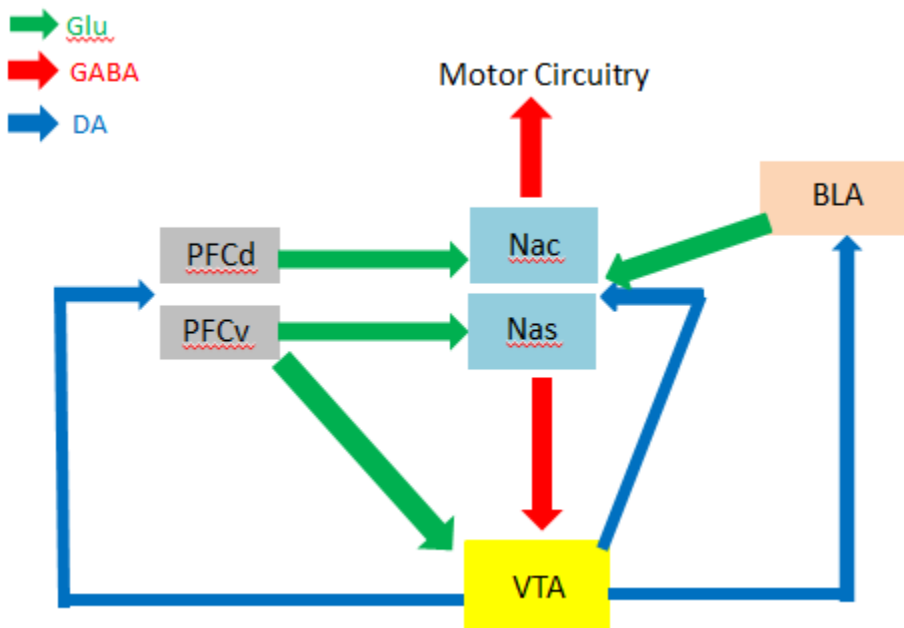 Glu
GABA
DA
Motor Circuitry
BLA
PFCd
Nac
PFCv
Nas
VTA